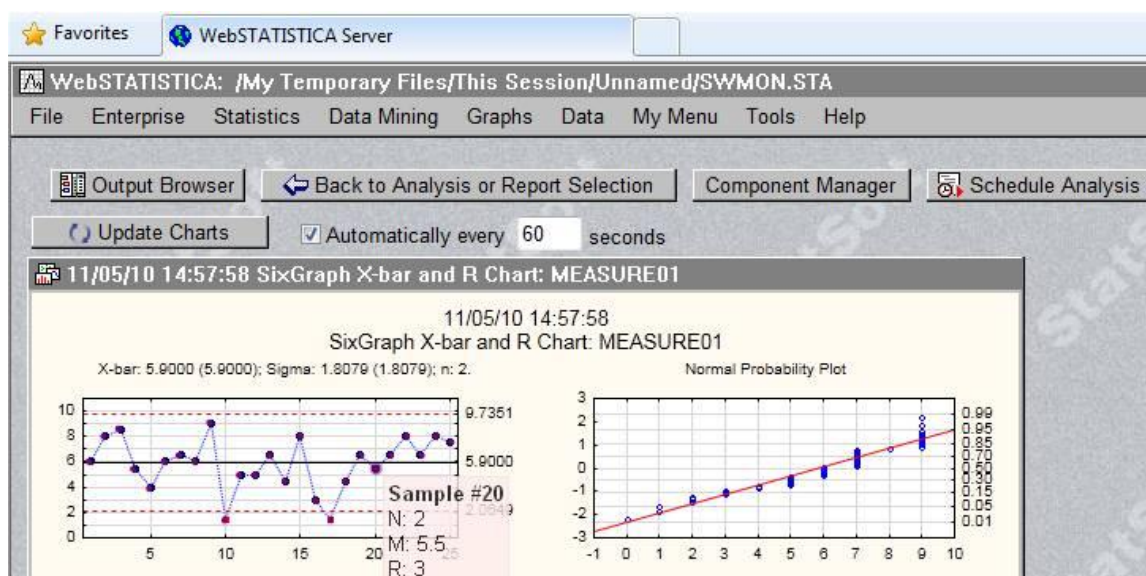 Favorites WebSTATISTICA Server
WebSTATISTICA: /My Temporary Files/This Session/Unnamed/SWMON.STA
File Enterprise Statistics Data Mining Graphs Data My Menu Tools Help
Output Browser Back to Analysis or Report Selection Component Manager Schedule Analysis
Update Charts Automatically every 60 seconds
11/05/10 14:57:58 SixGraph X-bar and R Chart: MEASURE01
11/05/10 14:57:58
SixGraph X-bar and R Chart: MEASURE01
X-bar: 5.9000 (5.9000); Sigma: 1.8079 (1.8079); n: 2.
10
8
6
4
2
0
9.7351
5.9000
2.0649
5 10 15 20 25
Sample #20
N: 2
M: 5.5
R: 3
Normal Probability Plot
3
2
1
0
-1
-2
-3
0.99
0.95
0.85
0.70
0.50
0.30
0.15
0.05
0.01
-1 0 1 2 3 4 5 6 7 8 9 10
StatSoft